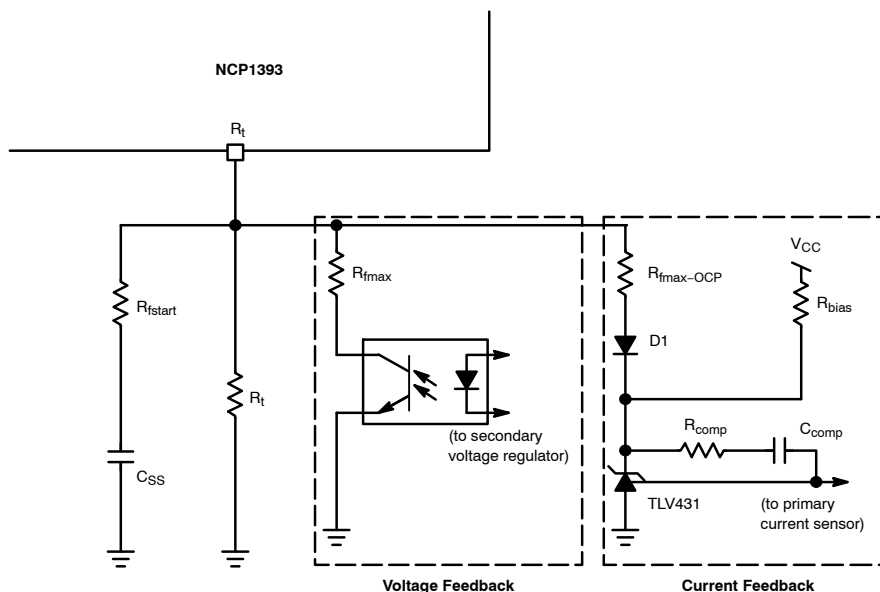 NCP1393
Rt
Rfstart
Rfmax
Rfmax–OCP
VCC
Rbias
D1
Rt
Rcomp
Ccomp
CSS
(to secondary
voltage regulator)
TLV431
(to primary
current sensor)
Voltage Feedback
Current Feedback